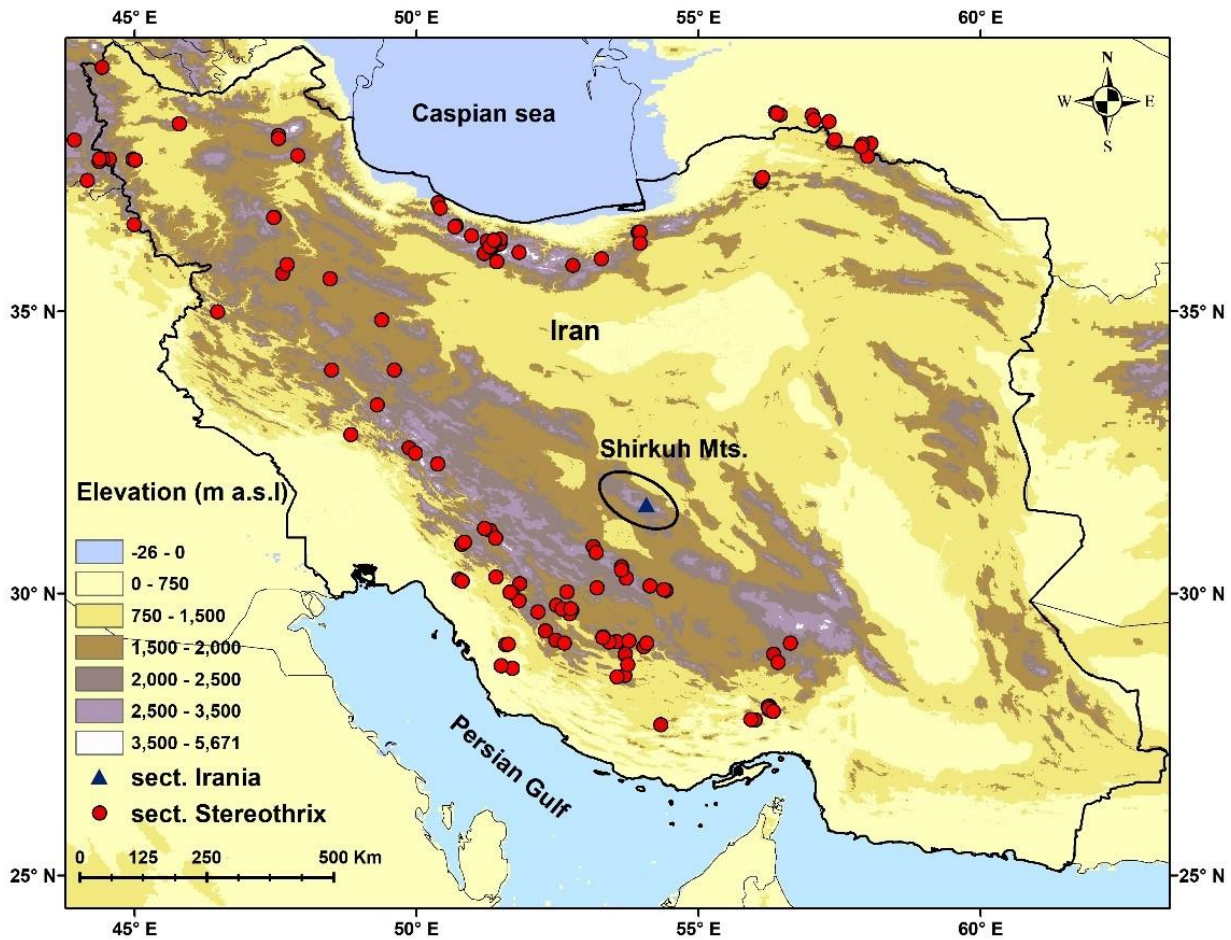 45° E 50° E 55° E 60° E
N
W E
S
Caspian sea
35° N 35° N
Iran
Shirkuh Mts.
Elevation (m a.s.l)
-26 - 0
0 - 750
30° N 30° N
750 - 1,500
1,500 - 2,000
2,000 - 2,500
2,500 - 3,500
3,500 - 5,671
Persian Gulf
sect. Irania
sect. Stereothrix
0 125 250 500 Km
25° N 25° N
45° E 50° E 55° E 60° E